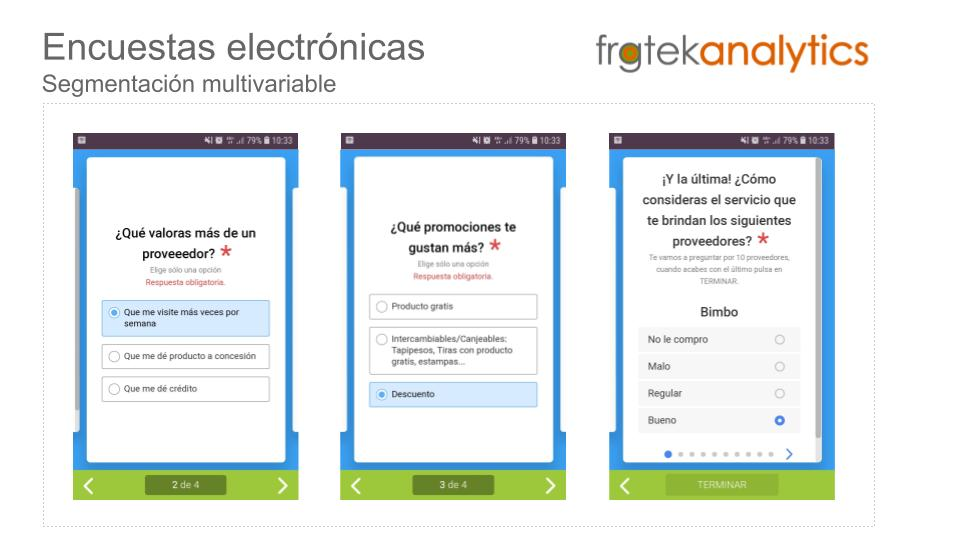 Encuestas electrónicas
Segmentación multivariable
frogtekanalytics
79% 10:33
¿Qué valoras más de un
proveeedor? *
Elige sólo una opción
Respuesta obligatoria.
Que me visite más veces por
semana
Que me dé producto a concesión
Que me dé crédito
2 de 4
79% 10:33
¿Qué promociones te
gustan más? *
Elige sólo una opción
Respuesta obligatoria.
Producto gratis
Intercambiables/Canjeables:
Tapipesos, Tiras con producto
gratis, estampas...
Descuento
3 de 4
79% 10:33
¡Y la última! ¿Cómo
consideras el servicio que
te brindan los siguientes
proveedores? *
Te vamos a preguntar por 10 proveedores,
cuando acabes con el último pulsa en
TERMINAR.
Bimbo
No le compro
Malo
Regular
Bueno
TERMINAR